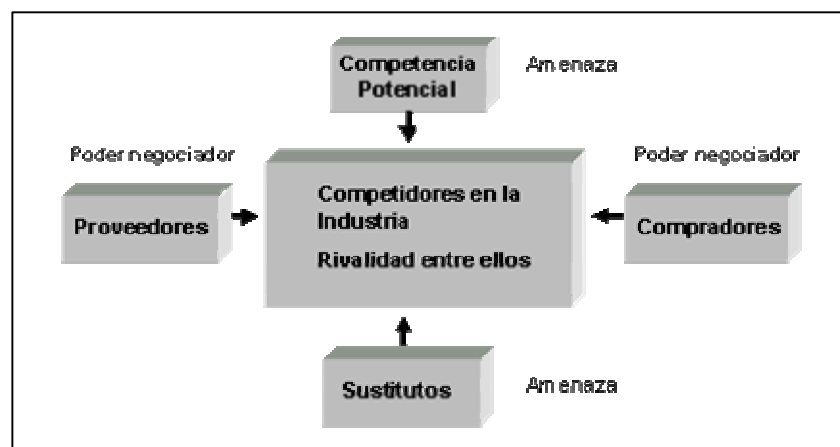 Competencia
Potencial
Amenaza
Poder negociador
Poder negociador
Proveedores
Competidores en la
Industria
Rivalidad entre ellos
Compradores
Sustitutos
Amenaza